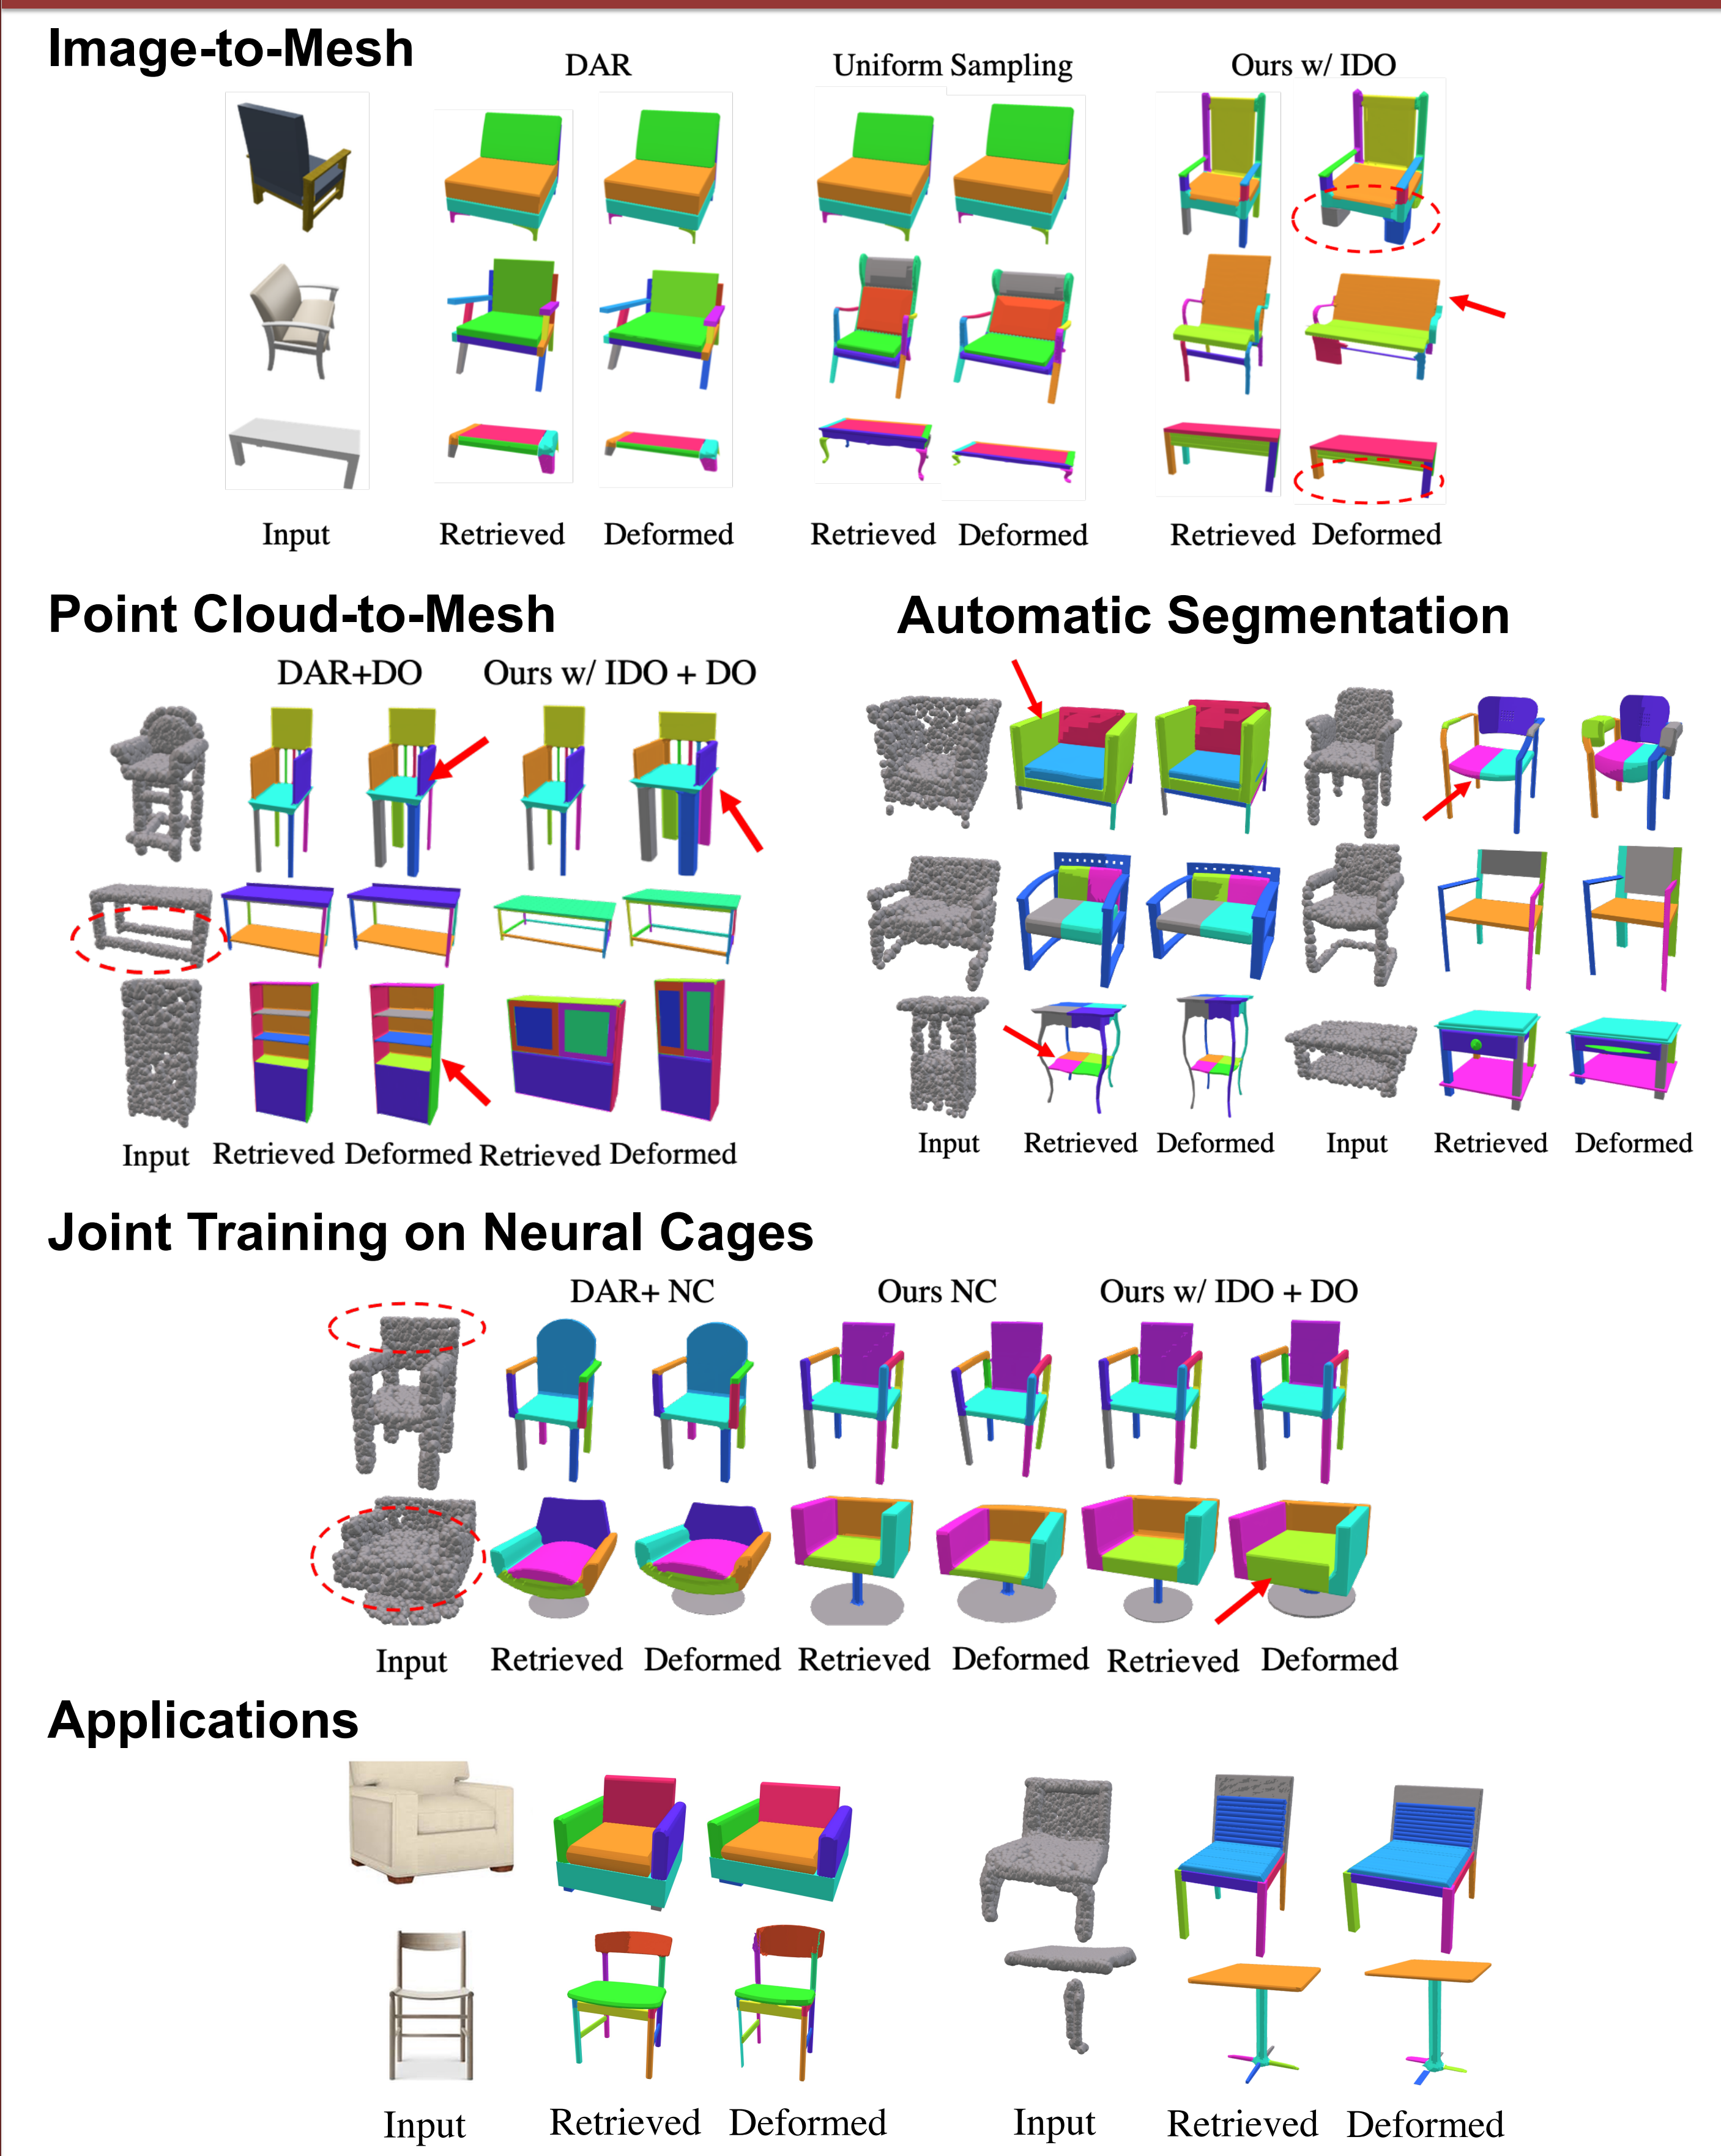 Image-to-Mesh
DAR
Uniform Sampling
Ours w/ IDO
Input
Retrieved
Deformed
Retrieved
Deformed
Retrieved
Deformed
Point Cloud-to-Mesh
DAR+DO
Ours w/ IDO + DO
Input
Retrieved
Deformed
Retrieved
Deformed
Automatic Segmentation
Input
Retrieved
Deformed
Input
Retrieved
Deformed
Joint Training on Neural Cages
DAR+ NC
Ours NC
Ours w/ IDO + DO
Input
Retrieved
Deformed
Retrieved
Deformed
Retrieved
Deformed
Applications
Input
Retrieved
Deformed
Input
Retrieved
Deformed